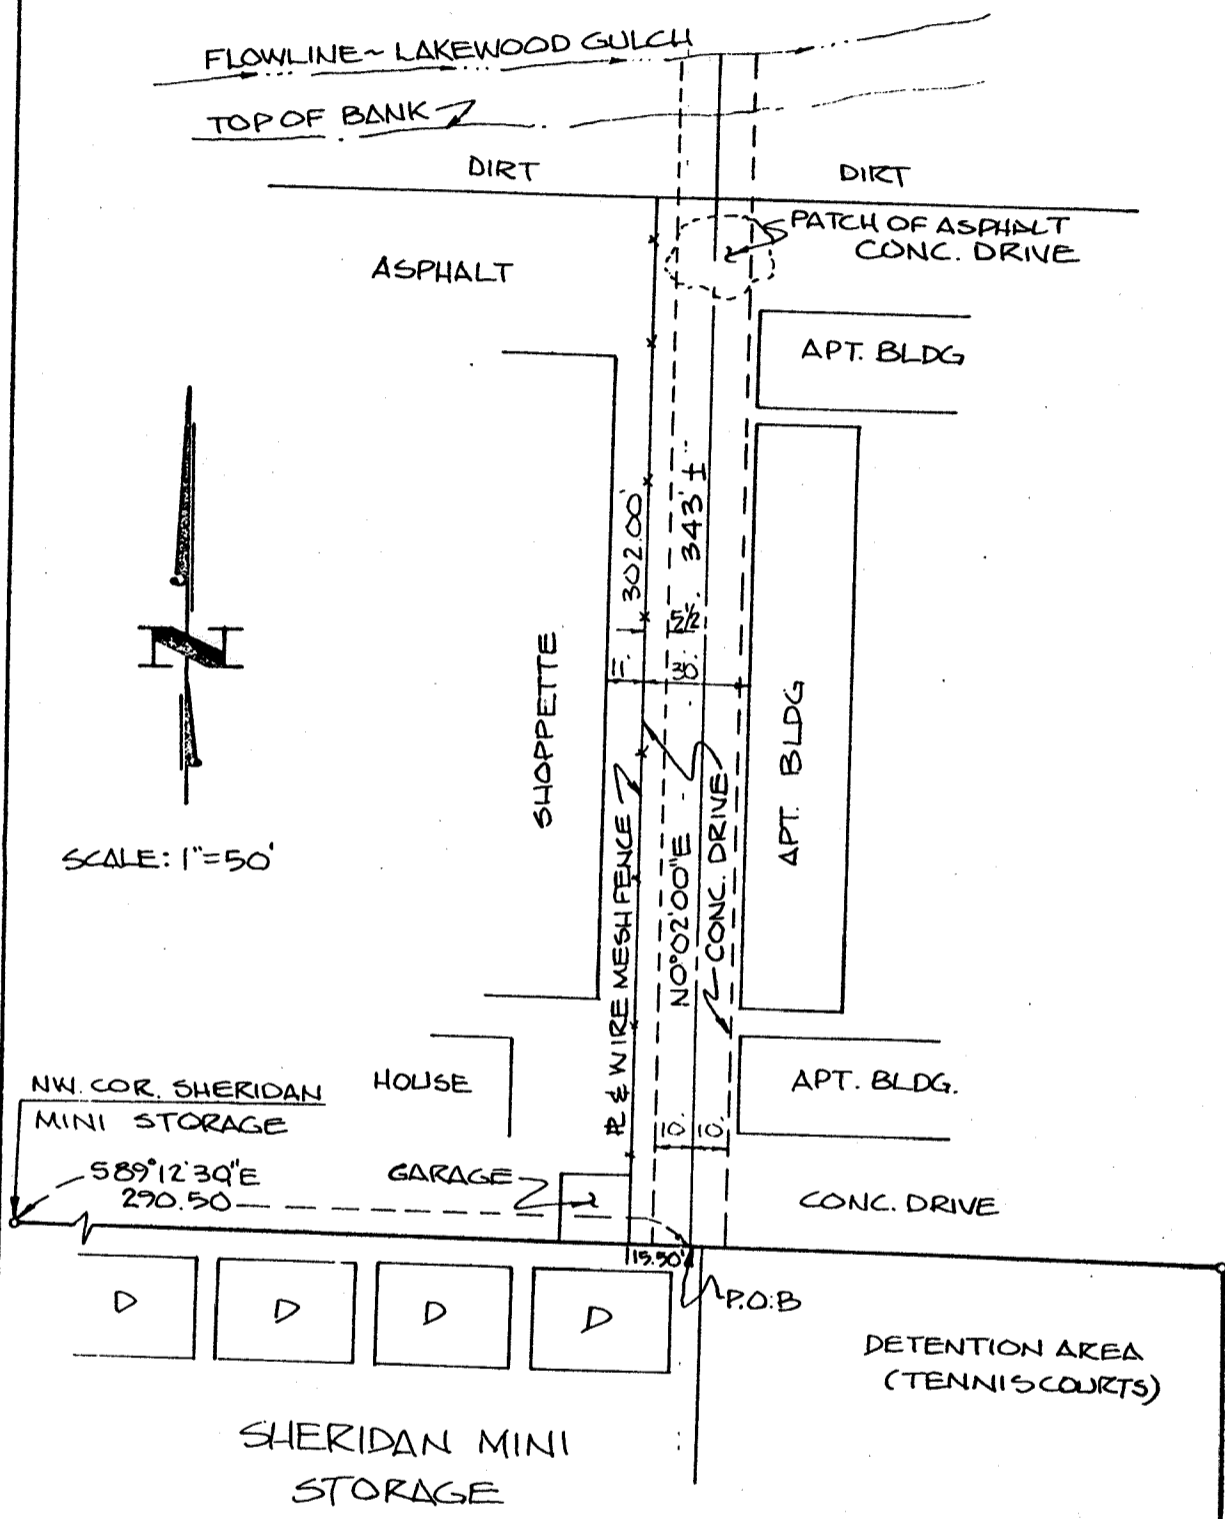 FLOWLINE~ LAKEWOOD GULCH
TOP OF BANK
DIRT
DIRT
PATCH OF ASPHALT
CONC. DRIVE
ASPHALT
APT. BLDG
302.00'
343' ±
5½
30.
SHOPPETTE
APT. BLDG
N
SCALE: 1"=50'
& WIRE MESH FENCE
N0°02'00"E
CONC. DRIVE
NW. COR. SHERIDAN
MINI STORAGE
HOUSE
APT. BLDG.
10.
10.
S89°12'30"E
290.50
GARAGE
CONC. DRIVE
15.50'
P.O.B
D
D
D
D
DETENTION AREA
(TENNIS COURTS)
SHERIDAN MINI
STORAGE